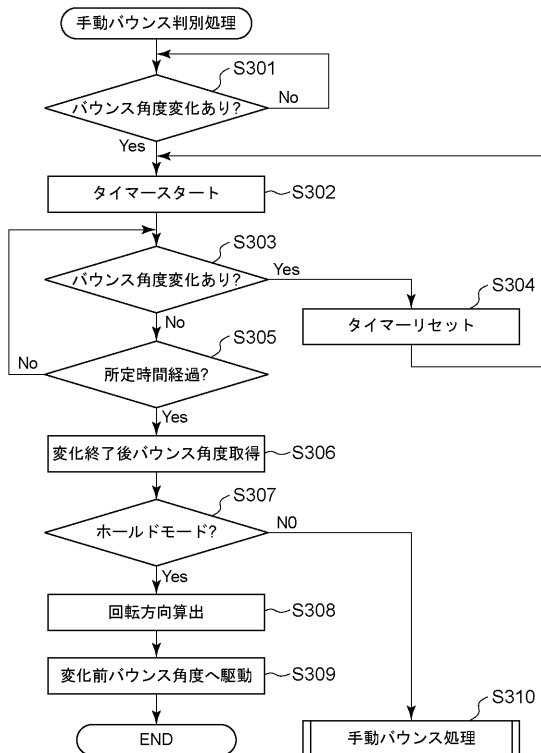 手動バウンス判別処理
S301
バウンス角度変化あり?
No
Yes
タイマースタート
S302
S303
バウンス角度変化あり?
Yes
S304
タイマーリセット
No
S305
No
所定時間経過?
Yes
変化終了後バウンス角度取得
S306
S307
ホールドモード?
N0
Yes
回転方向算出
S308
変化前バウンス角度へ駆動
S309
S310
END
手動バウンス処理